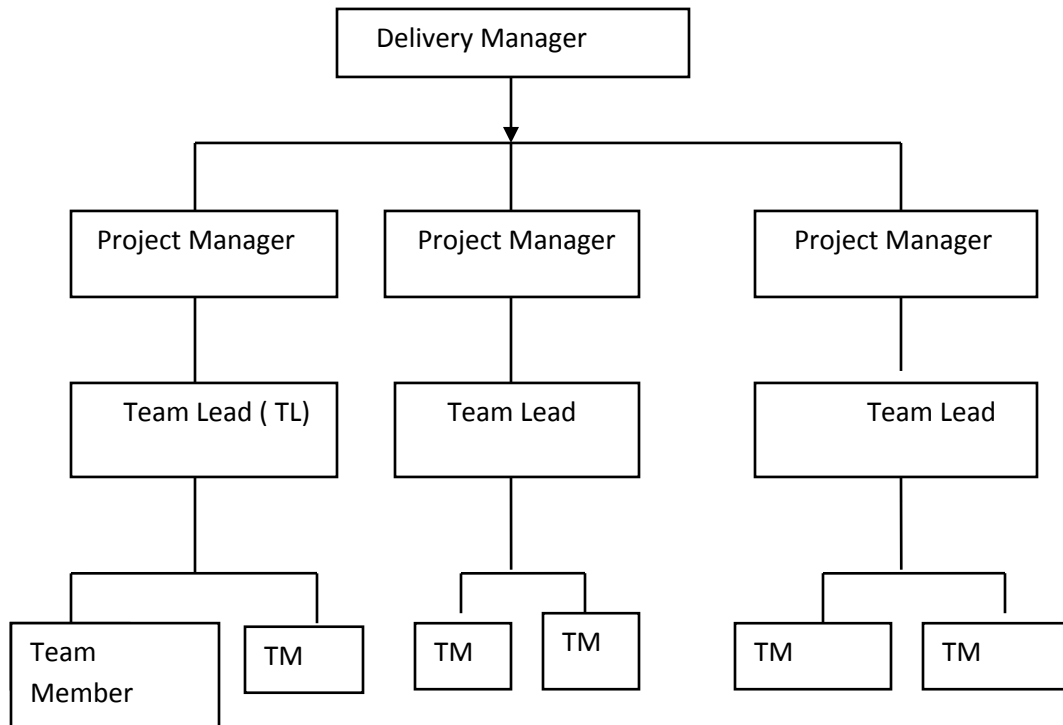 Delivery Manager
Project Manager
Project Manager
Project Manager
Team Lead ( TL)
Team Lead
Team Lead
Team
Member
TM
TM
TM
TM
TM